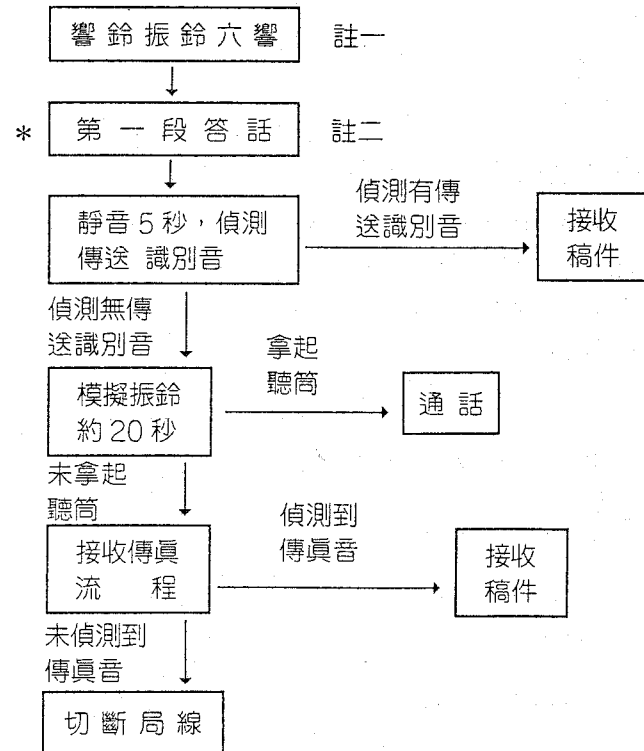 響鈴振鈴六響 註一
* 第一段答話 註二
靜音5秒，偵測
傳送 識別音
偵測有傳
送識別音
接收
稿件
偵測無傳
送識別音
模擬振鈴
約20秒
拿起
聽筒
通話
未拿起
聽筒
接收傳眞
流 程
偵測到
傳眞音
接收
稿件
未偵測到
傳眞音
切斷局線